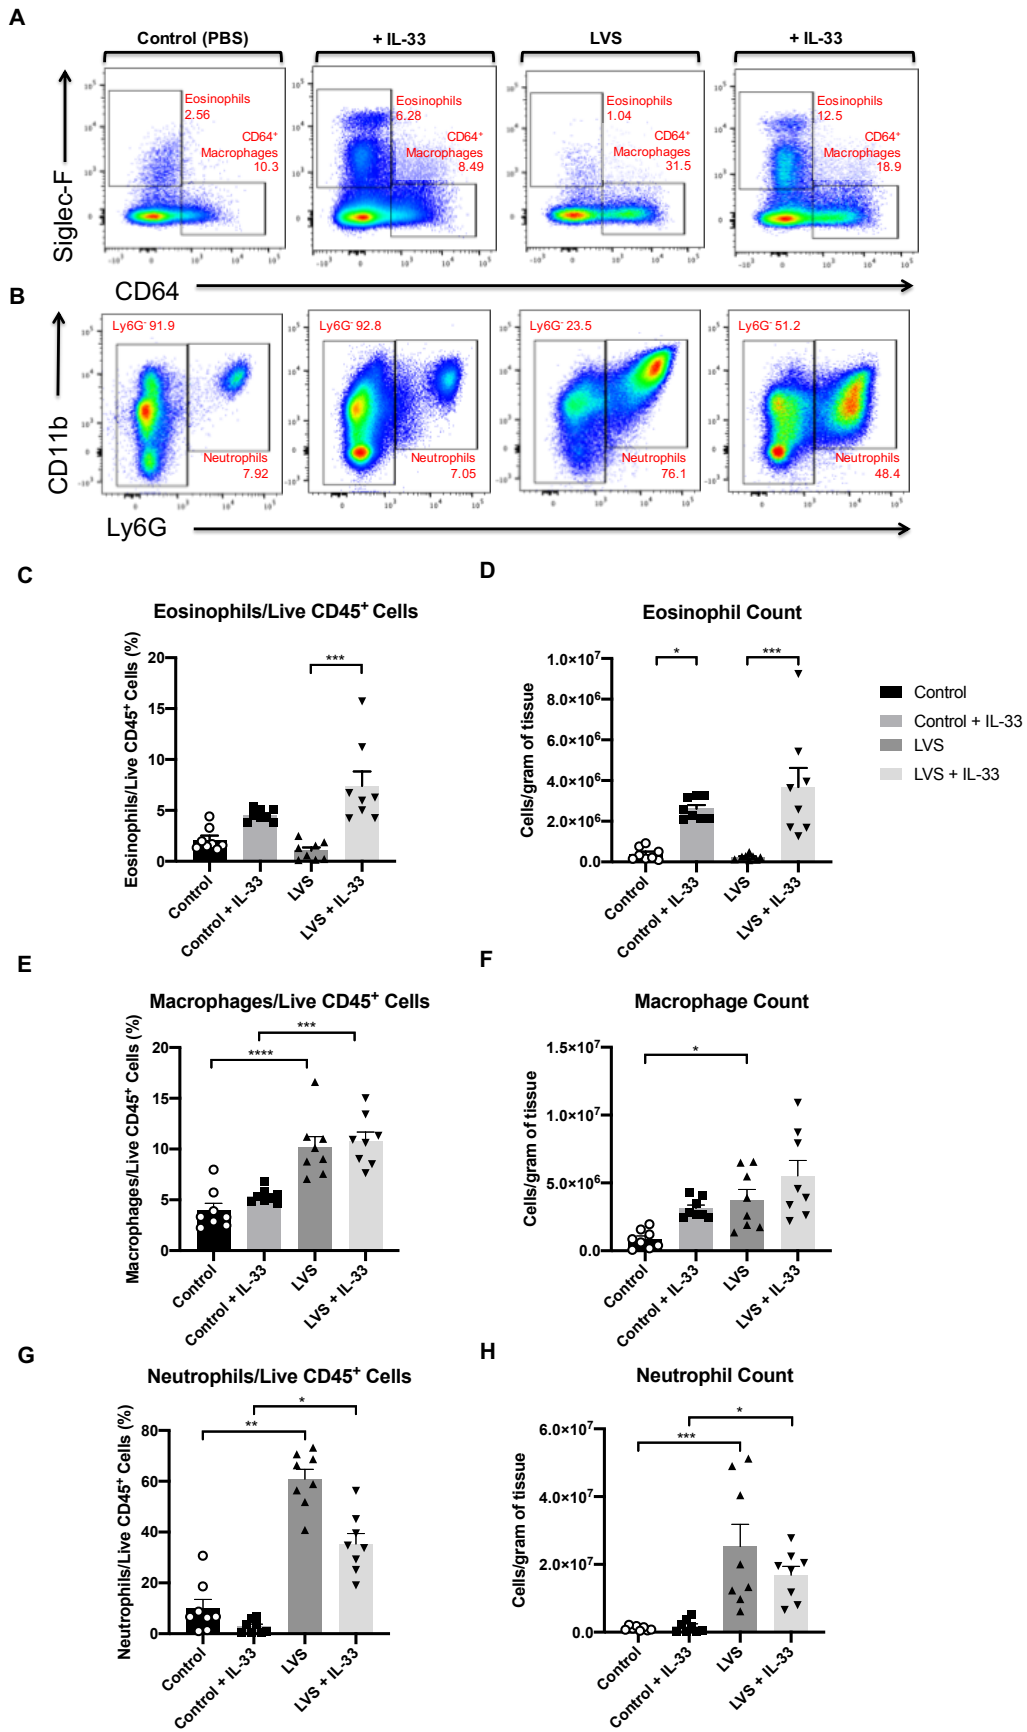 A
Control (PBS)
+ IL-33
LVS
+ IL-33
Siglec-F
Eosinophils
2.56
CD64⁺
Macrophages
10.3
Eosinophils
6.28
CD64⁺
Macrophages
8.49
Eosinophils
1.04
CD64⁺
Macrophages
31.5
Eosinophils
12.5
CD64⁺
Macrophages
18.9
CD64
B
CD11b
Ly6G⁻ 91.9
Neutrophils
7.92
Ly6G⁻ 92.8
Neutrophils
7.05
Ly6G⁻ 23.5
Neutrophils
76.1
Ly6G⁻ 51.2
Neutrophils
48.4
Ly6G
C
Eosinophils/Live CD45⁺ Cells
Eosinophils/Live CD45⁺ Cells (%)
20
15
10
5
0
***
Control
Control + IL-33
LVS
LVS + IL-33
D
Eosinophil Count
Cells/gram of tissue
1.0×10⁷
8.0×10⁶
6.0×10⁶
4.0×10⁶
2.0×10⁶
0.0
*
***
Control
Control + IL-33
LVS
LVS + IL-33
Control
Control + IL-33
LVS
LVS + IL-33
E
Macrophages/Live CD45⁺ Cells
Macrophages/Live CD45⁺ Cells (%)
20
15
10
5
0
***
****
Control
Control + IL-33
LVS
LVS + IL-33
F
Macrophage Count
Cells/gram of tissue
1.5×10⁷
1.0×10⁷
5.0×10⁶
0.0
*
Control
Control + IL-33
LVS
LVS + IL-33
G
Neutrophils/Live CD45⁺ Cells
Neutrophils/Live CD45⁺ Cells (%)
80
60
40
20
0
*
**
Control
Control + IL-33
LVS
LVS + IL-33
H
Neutrophil Count
Cells/gram of tissue
6.0×10⁷
4.0×10⁷
2.0×10⁷
0.0
*
***
Control
Control + IL-33
LVS
LVS + IL-33